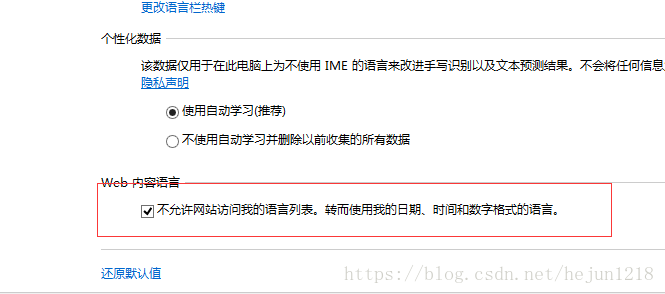 更改语言栏热键
个性化数据
该数据仅用于在此电脑上为不使用 IME 的语言来改进手写识别以及文本预测结果。不会将任何信息
隐私声明
使用自动学习(推荐)
不使用自动学习并删除以前收集的所有数据
Web 内容语言
不允许网站访问我的语言列表。转而使用我的日期、时间和数字格式的语言。
还原默认值
https://blog.csdn.net/hejun1218